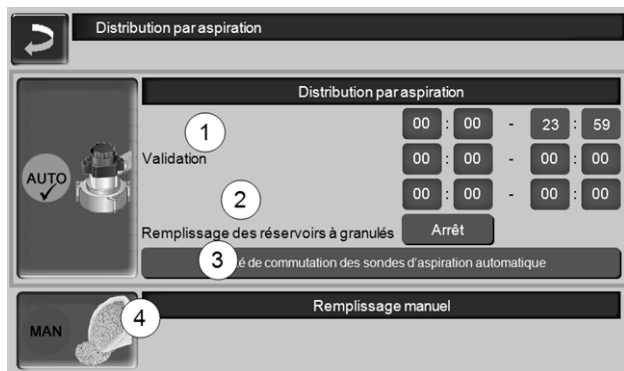 Distribution par aspiration
Distribution par aspiration
1
00 : 00 - 23 : 59
Validation
00 : 00 - 00 : 00
AUTO
00 : 00 - 00 : 00
2
Remplissage des réservoirs à granulés
Arrêt
3
de commutation des sondes d'aspiration automatique
4
Remplissage manuel
MAN